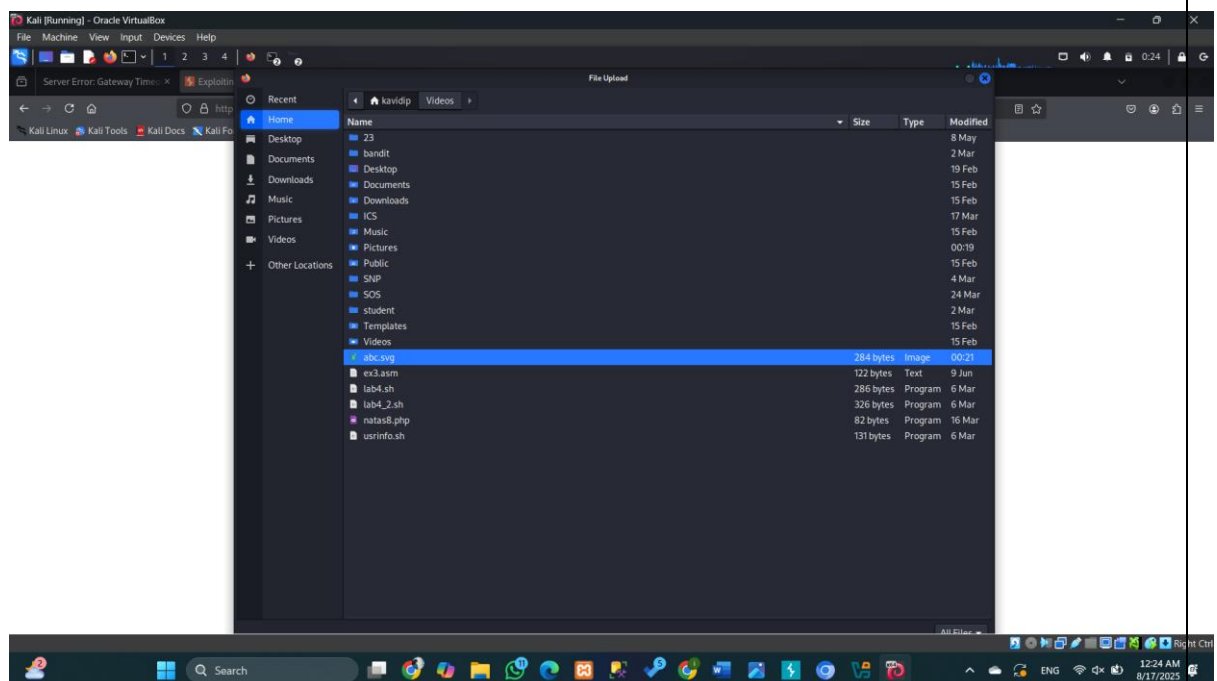 Kali [Running] - Oracle VirtualBox
File Machine View Input Devices Help
1 2 3 4
0:24
Server Error: Gateway Time
Exploitin
File Upload
http
Kali Linux Kali Tools Kali Docs Kali Fo
Recent
Home
Desktop
Documents
Downloads
Music
Pictures
Videos
Other Locations
kavidip Videos
Name Size Type Modified
23 8 May
bandit 2 Mar
Desktop 19 Feb
Documents 15 Feb
Downloads 15 Feb
ICS 17 Mar
Music 15 Feb
Pictures 00:19
Public 15 Feb
SNP 4 Mar
SOS 24 Mar
student 2 Mar
Templates 15 Feb
Videos 15 Feb
abc.svg 284 bytes Image 00:21
ex3.asm 122 bytes Text 9 Jun
lab4.sh 286 bytes Program 6 Mar
lab4_2.sh 326 bytes Program 6 Mar
natas8.php 82 bytes Program 16 Mar
usrinfo.sh 131 bytes Program 6 Mar
All Files
Right Ctrl
Search
ENG
12:24 AM
8/17/2025